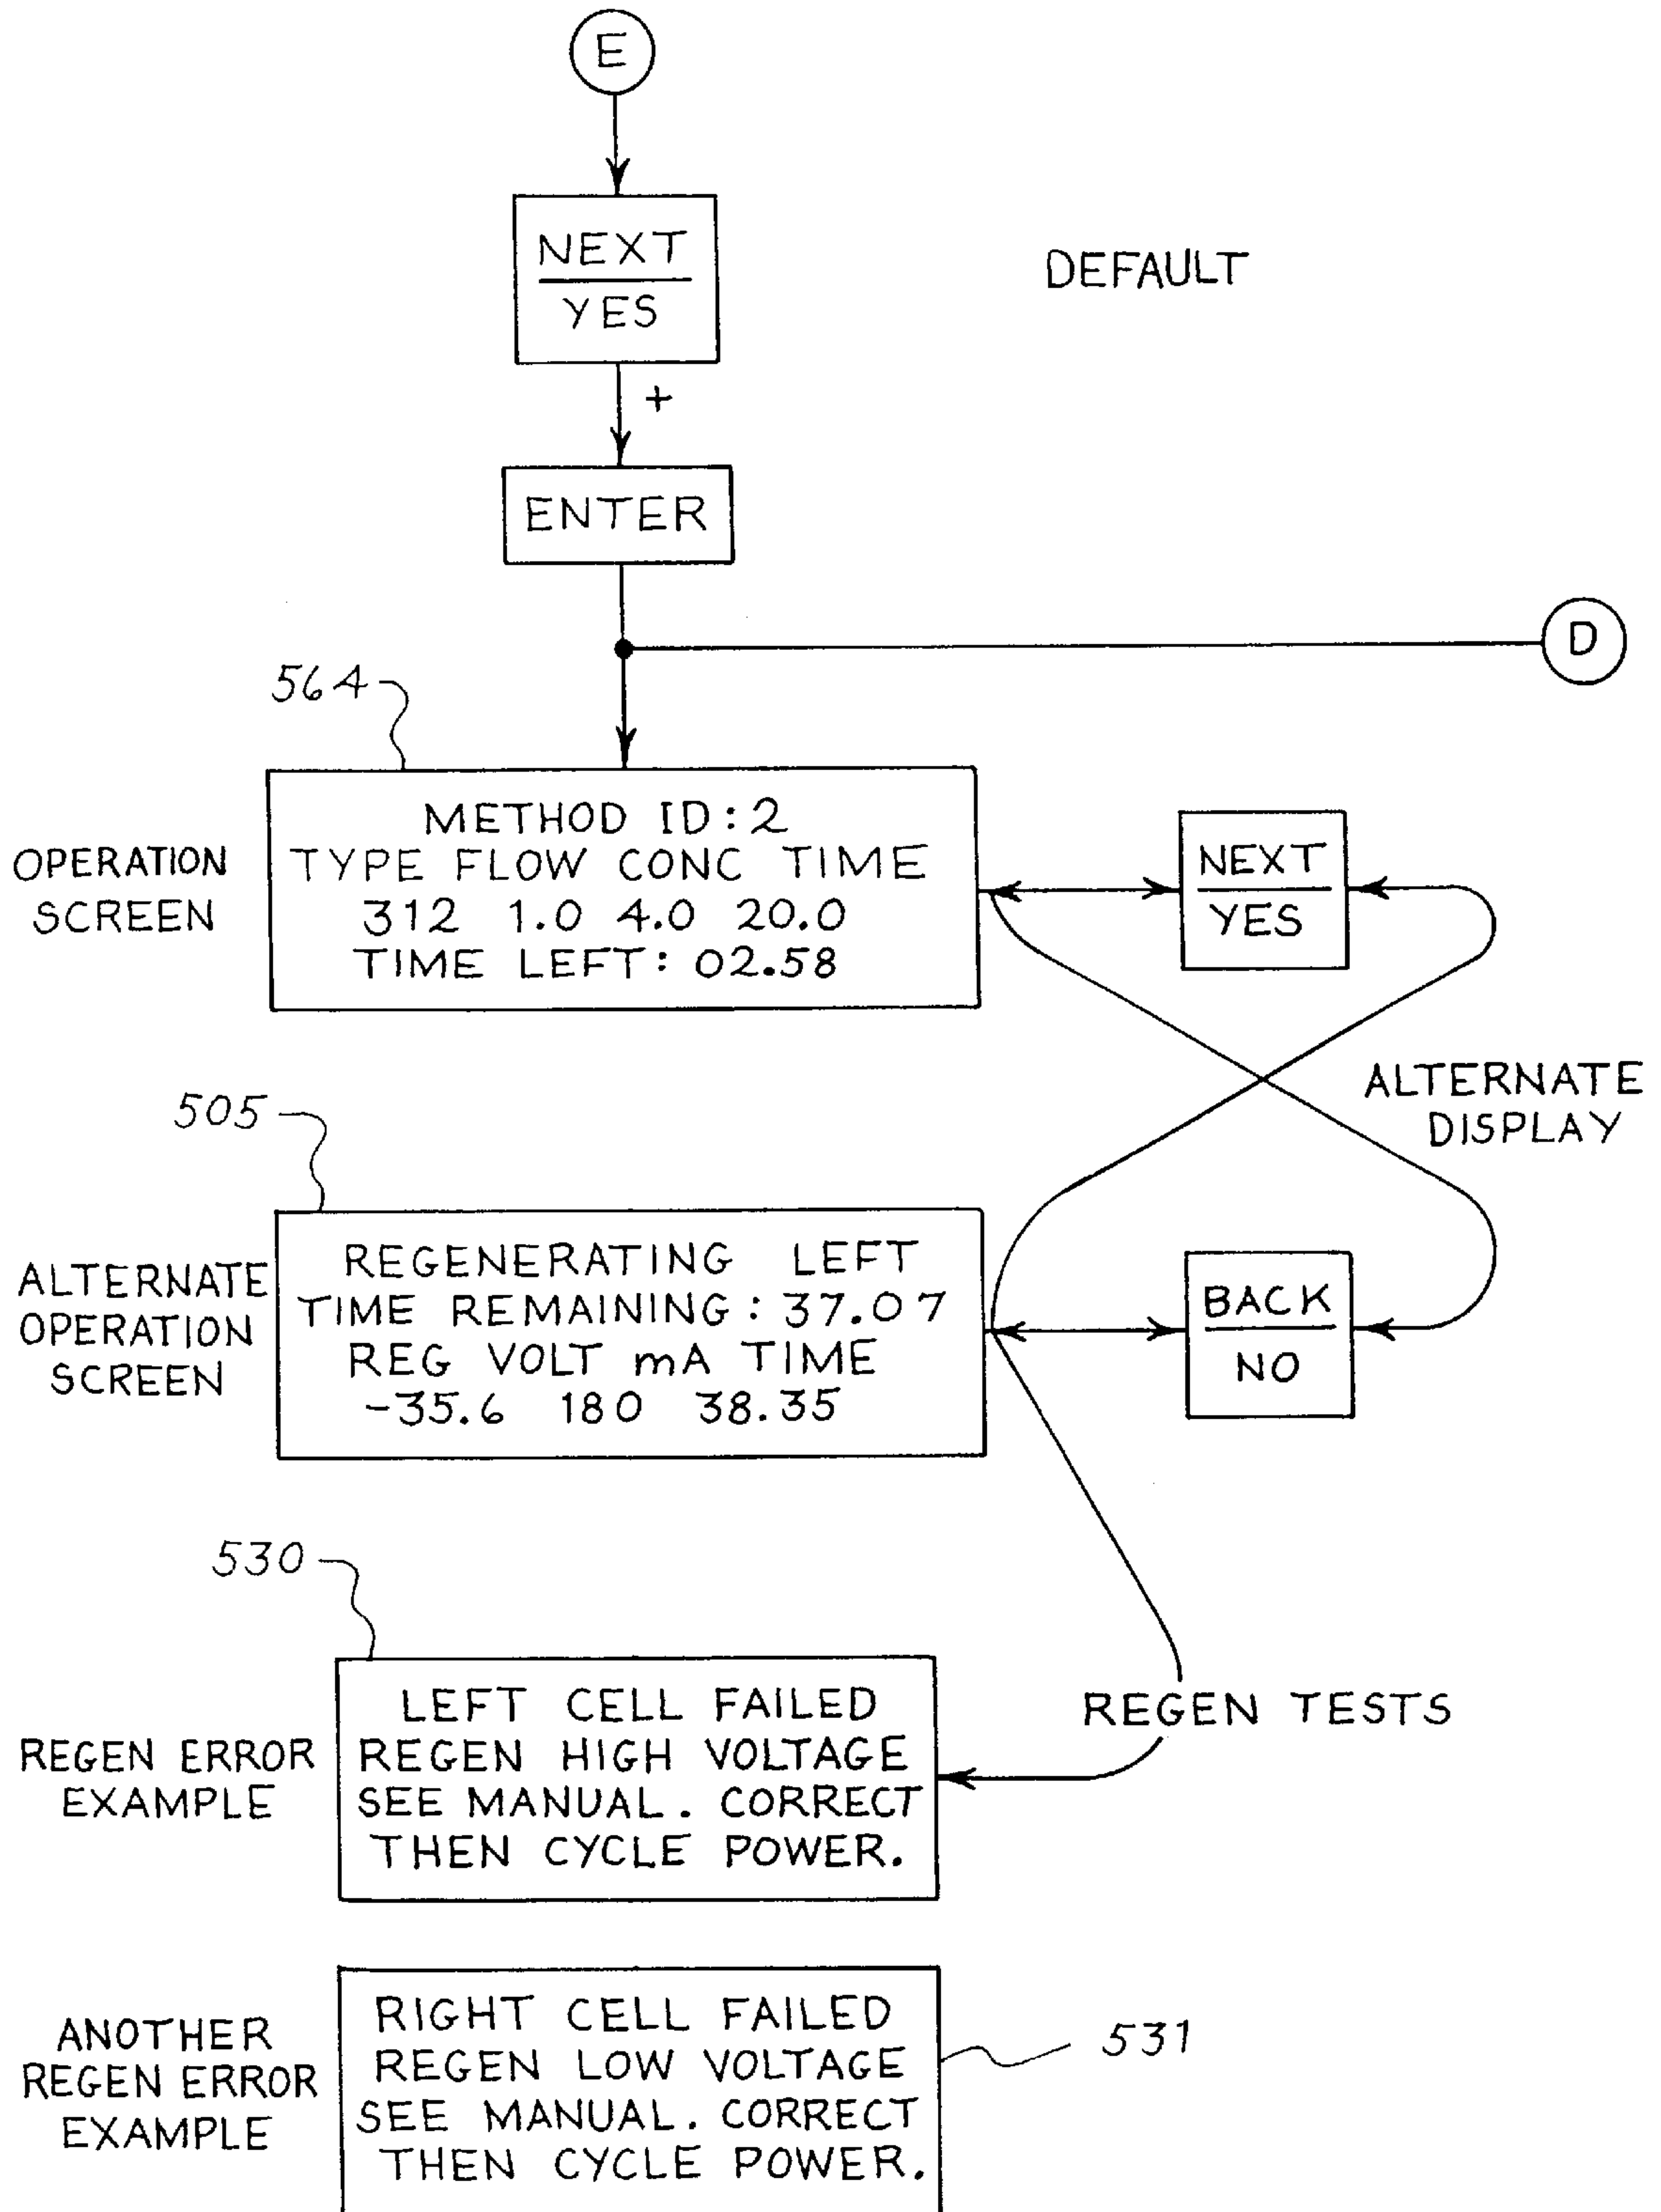 E
NEXT
YES
DEFAULT
+
ENTER
D
564
OPERATION
SCREEN
METHOD ID:2
TYPE FLOW CONC TIME
312 1.0 4.0 20.0
TIME LEFT: 02.58
NEXT
YES
ALTERNATE
DISPLAY
505
ALTERNATE
OPERATION
SCREEN
REGENERATING LEFT
TIME REMAINING: 37.07
REG VOLT mA TIME
-35.6 180 38.35
BACK
NO
530
REGEN ERROR
EXAMPLE
LEFT CELL FAILED
REGEN HIGH VOLTAGE
SEE MANUAL. CORRECT
THEN CYCLE POWER.
REGEN TESTS
ANOTHER
REGEN ERROR
EXAMPLE
RIGHT CELL FAILED
REGEN LOW VOLTAGE
SEE MANUAL. CORRECT
THEN CYCLE POWER.
531